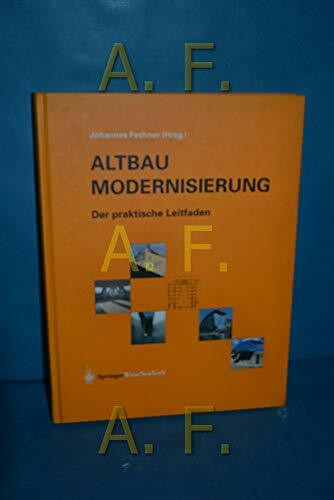 A. F.
Johannes Fechner (Hrsg.)
ALTBAU
MODERNISIERUNG
A. F.
Der praktische Leitfaden
A. F.
A. F.
SpringerWienNewYork
A. F.